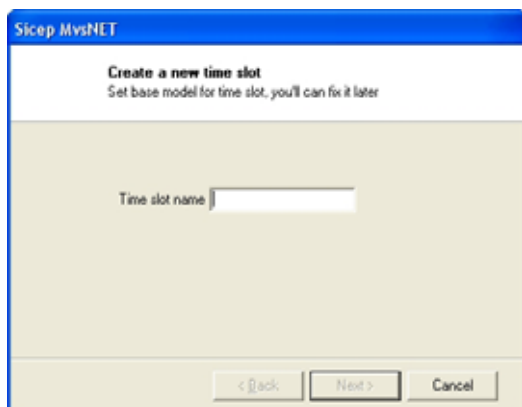 Sicep MvsNET
Create a new time slot
Set base model for time slot, you'll can fix it later
Time slot name
< Back
Next >
Cancel